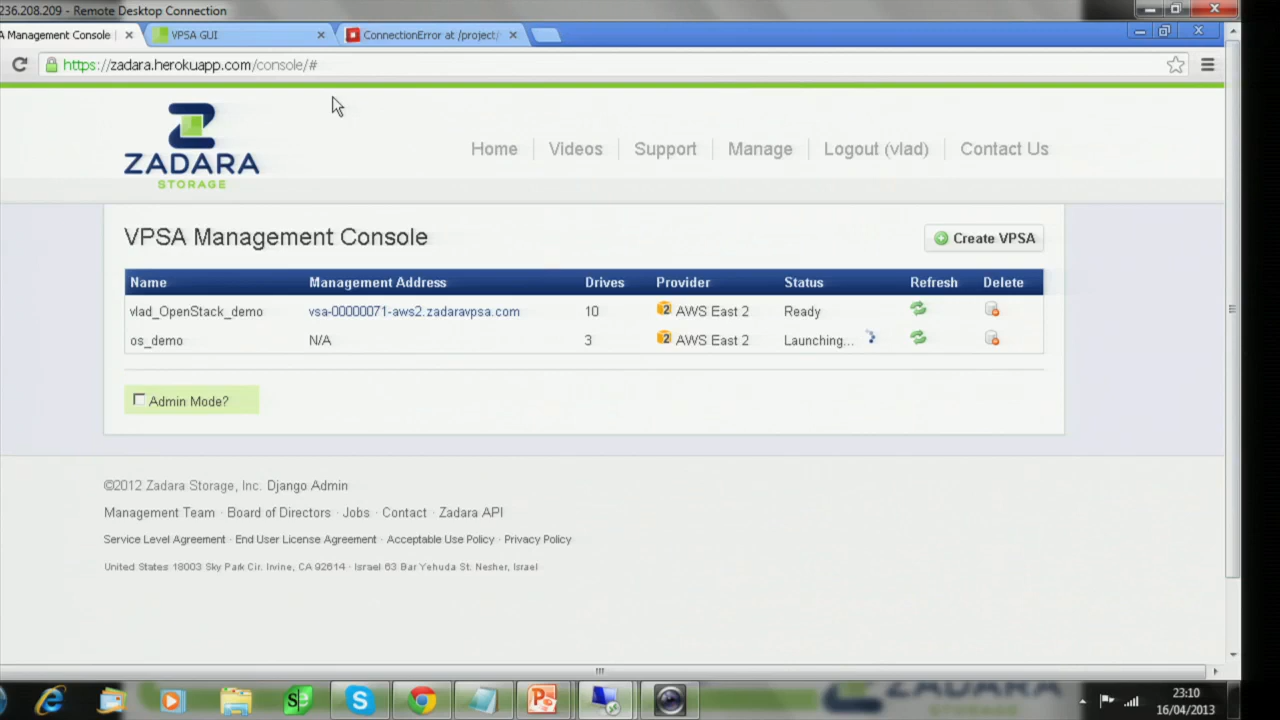 236.208.209 - Remote Desktop Connection
A Management Console
VPSA GUI
ConnectionError at /project/
https://zadara.herokuapp.com/console/#
ZADARA
STORAGE
Home
Videos
Support
Manage
Logout (vlad)
Contact Us
VPSA Management Console
Create VPSA
Name Management Address Drives Provider Status Refresh Delete
vlad_OpenStack_demo vsa-00000071-aws2.zadaravpsa.com 10 2 AWS East 2 Ready
os_demo N/A 3 2 AWS East 2 Launching...
Admin Mode?
©2012 Zadara Storage, Inc. Django Admin
Management Team · Board of Directors · Jobs · Contact · Zadara API
Service Level Agreement · End User License Agreement · Acceptable Use Policy · Privacy Policy
United States 18003 Sky Park Cir. Irvine, CA 92614 · Israel 63 Bar Yehuda St. Nesher, Israel
23:10
16/04/2013